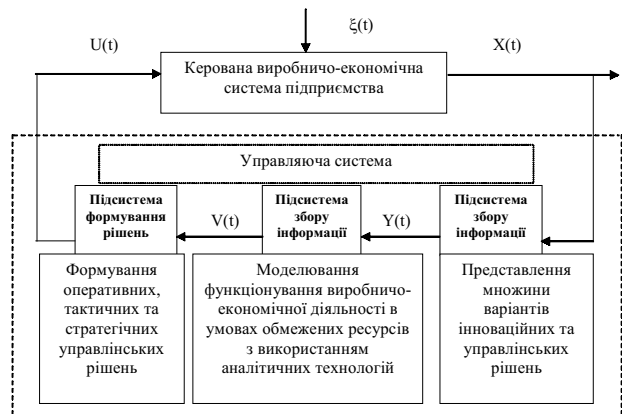 ξ(t)
U(t)
X(t)
Керована виробничо-економічна
система підприємства
Управляюча система
Підсистема
формування
рішень
V(t)
Підсистема
збору
інформації
Y(t)
Підсистема
збору
інформації
Формування
оперативних,
тактичних та
стратегічних
управлінських
рішень
Моделювання
функціонування виробничо-
економічної діяльності в
умовах обмежених ресурсів
з використанням
аналітичних технологій
Представлення
множини
варіантів
інноваційних та
управлінських
рішень